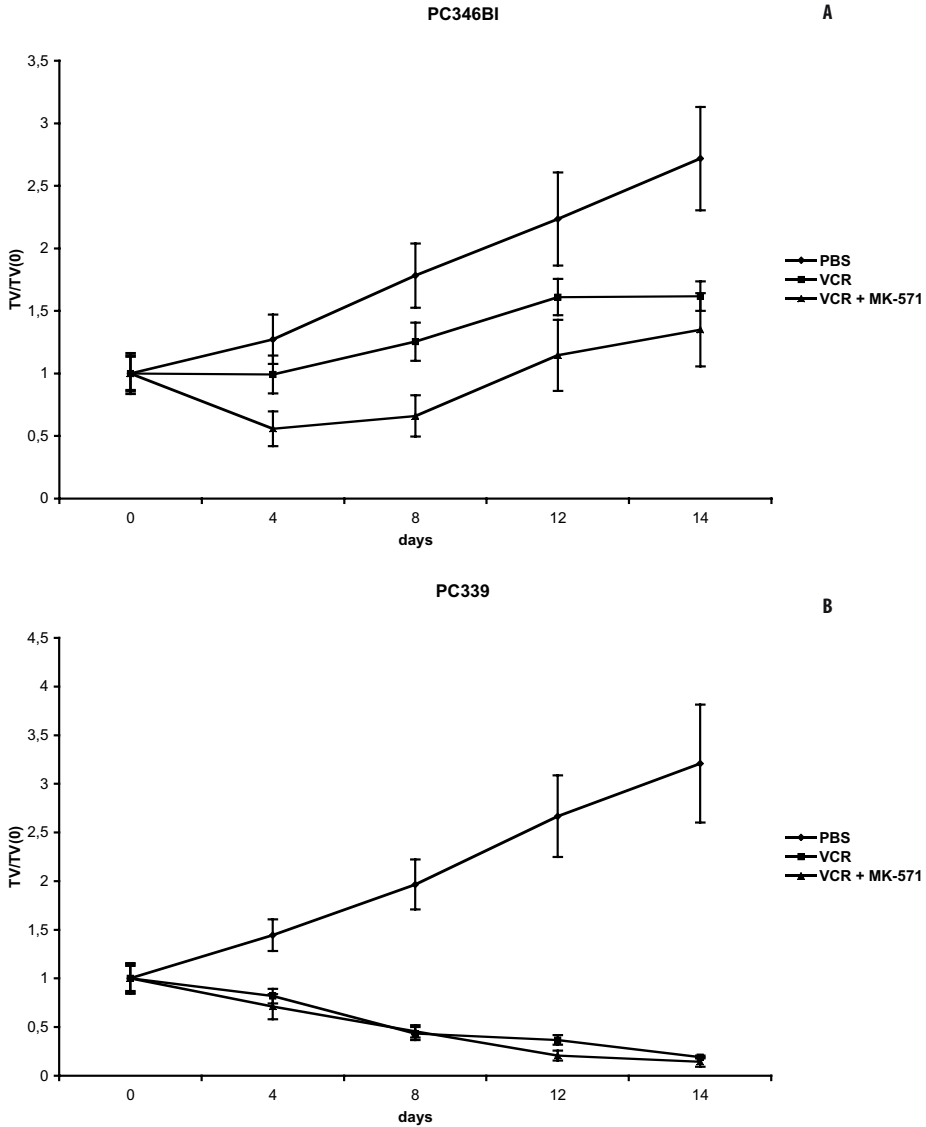 PC346BI
A
3,5
3
2,5
2
1,5
1
0,5
0
TV/TV(0)
0 4 8 12 14
days
PBS
VCR
VCR + MK-571
PC339
B
4,5
4
3,5
3
2,5
2
1,5
1
0,5
0
TV/TV(0)
0 4 8 12 14
days
PBS
VCR
VCR + MK-571